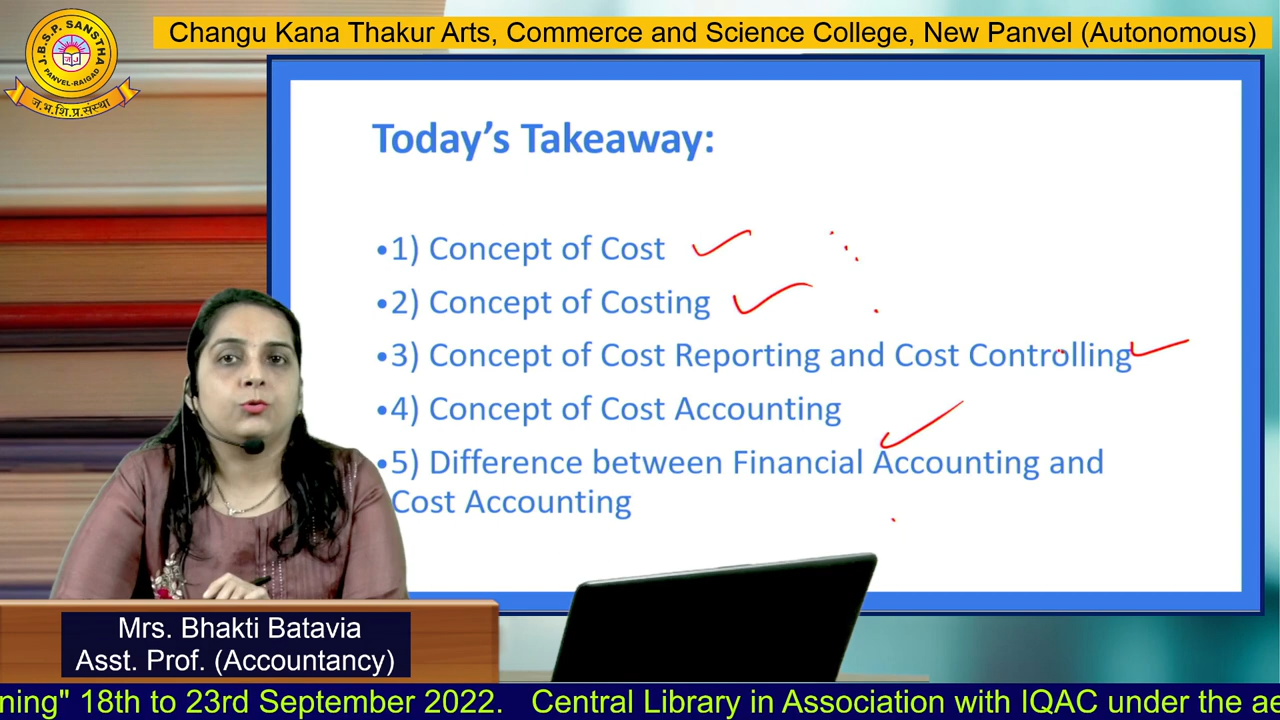 Changu Kana Thakur Arts, Commerce and Science College, New Panvel (Autonomous)
J.B.S.P. SANSTHA
PANVEL-RAIGAD
ज.भ.शि.प्र.संस्था
Today's Takeaway:
•1) Concept of Cost
•2) Concept of Costing
•3) Concept of Cost Reporting and Cost Controlling
•4) Concept of Cost Accounting
•5) Difference between Financial Accounting and
Cost Accounting
Mrs. Bhakti Batavia
Asst. Prof. (Accountancy)
ning" 18th to 23rd September 2022. Central Library in Association with IQAC under the ae